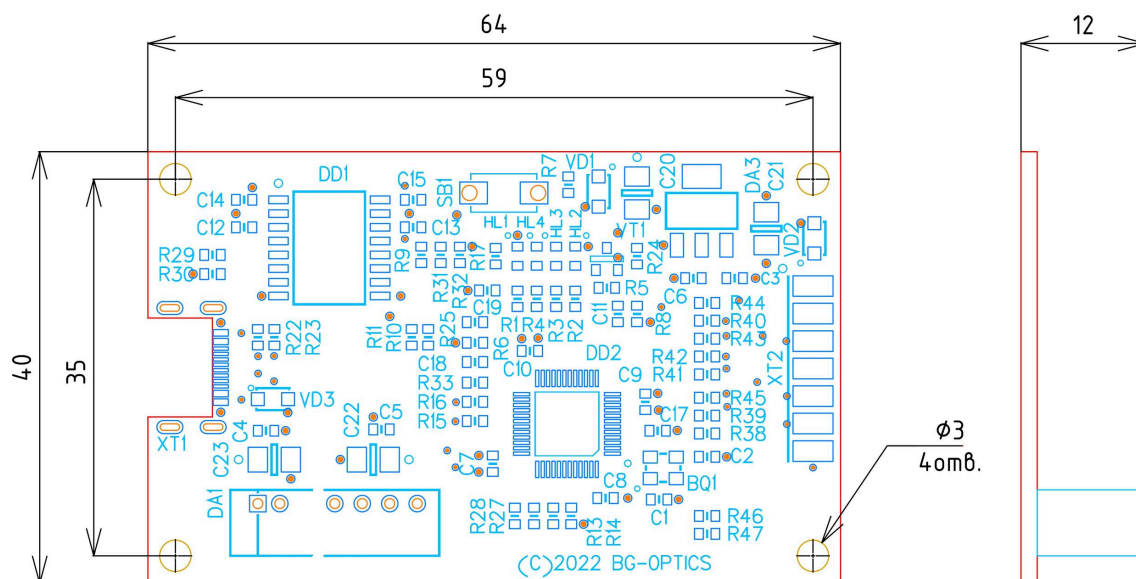 64
12
59
40
35
DD1
C15
C14
C12
C13
SB1
R7
VD1
C20
DA3
C21
HL1
HL4
HL3
HL2
VT1
VD2
R29
R30
R9
R31
R32
R17
R24
C19
R5
C6
C3
R44
R40
R43
R42
R41
R45
R39
R38
XT2
R22
R23
R11
R10
R25
R6
R1
R4
R3
R2
C11
R8
C10
DD2
C18
R33
R16
R15
C9
C17
VD3
XT1
C4
C23
C22
C5
C7
C8
BQ1
C2
C1
DA1
R28
R27
R13
R14
R46
R47
ϕ3
4отв.
(C)2022 BG-OPTICS